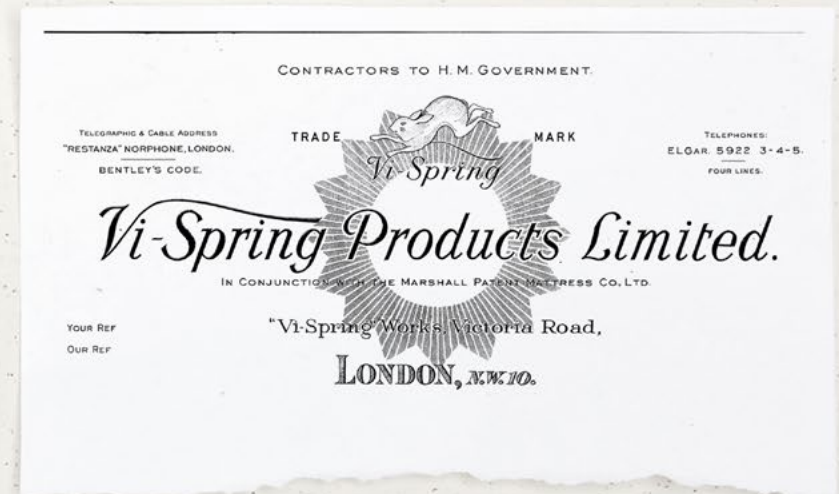 CONTRACTORS TO H. M. GOVERNMENT.
TELEGRAPHIC & CABLE ADDRESS
"RESTANZA" NORPHONE, LONDON.
BENTLEY'S CODE.
TRADE MARK
Vi-Spring
TELEPHONES:
ELGAR. 5922 3-4-5.
FOUR LINES.
Vi-Spring Products Limited.
IN CONJUNCTION WITH THE MARSHALL PATENT MATTRESS CO, LTD.
"Vi-Spring" Works, Victoria Road,
LONDON, N.W.10.
YOUR REF
OUR REF